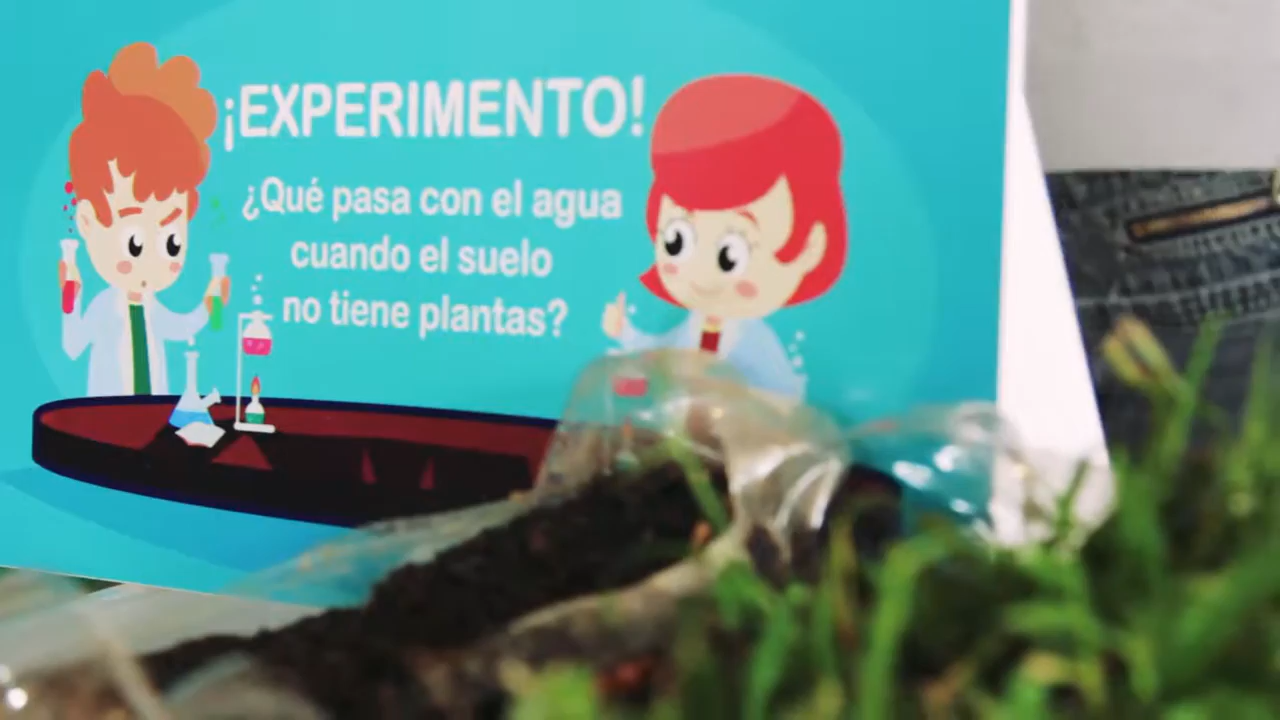 ¡EXPERIMENTO!
¿Qué pasa con el agua
cuando el suelo
no tiene plantas?